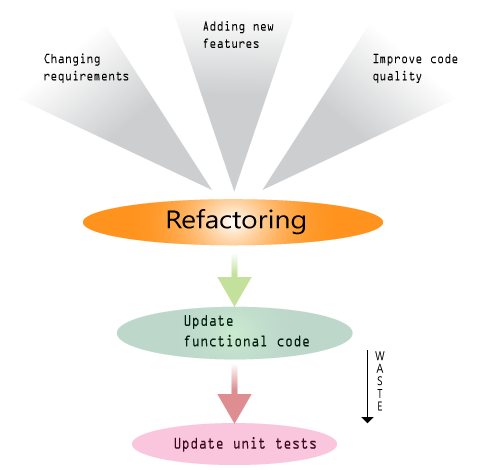 Adding new
features
Changing
requirements
Improve code
quality
Refactoring
Update
functional code
WASTE
Update unit tests